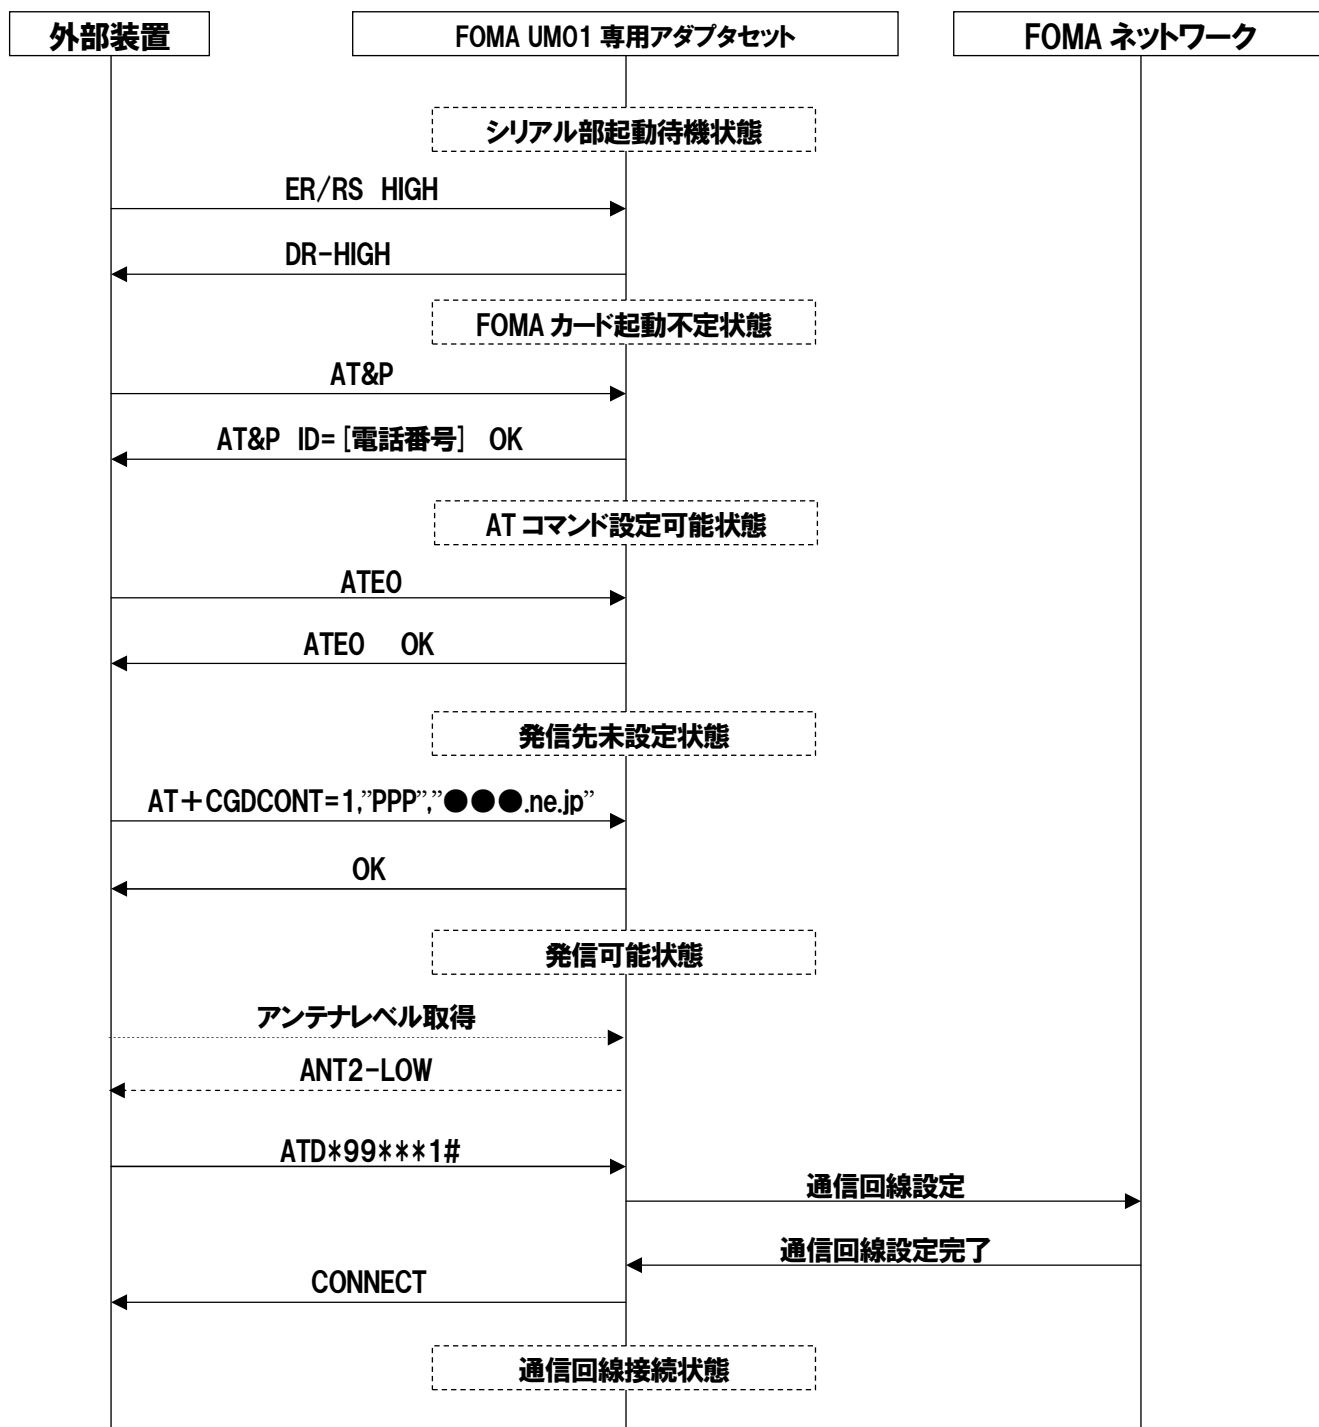 外部装置
FOMA UM01 専用アダプタセット
FOMA ネットワーク
シリアル部起動待機状態
ER/RS HIGH
DR-HIGH
FOMA カード起動不定状態
AT&P
AT&P ID=[電話番号] OK
AT コマンド設定可能状態
ATE0
ATE0 OK
発信先未設定状態
AT+CGDCONT=1,”PPP”,”●●●.ne.jp”
OK
発信可能状態
アンテナレベル取得
ANT2-LOW
ATD*99***1#
通信回線設定
通信回線設定完了
CONNECT
通信回線接続状態